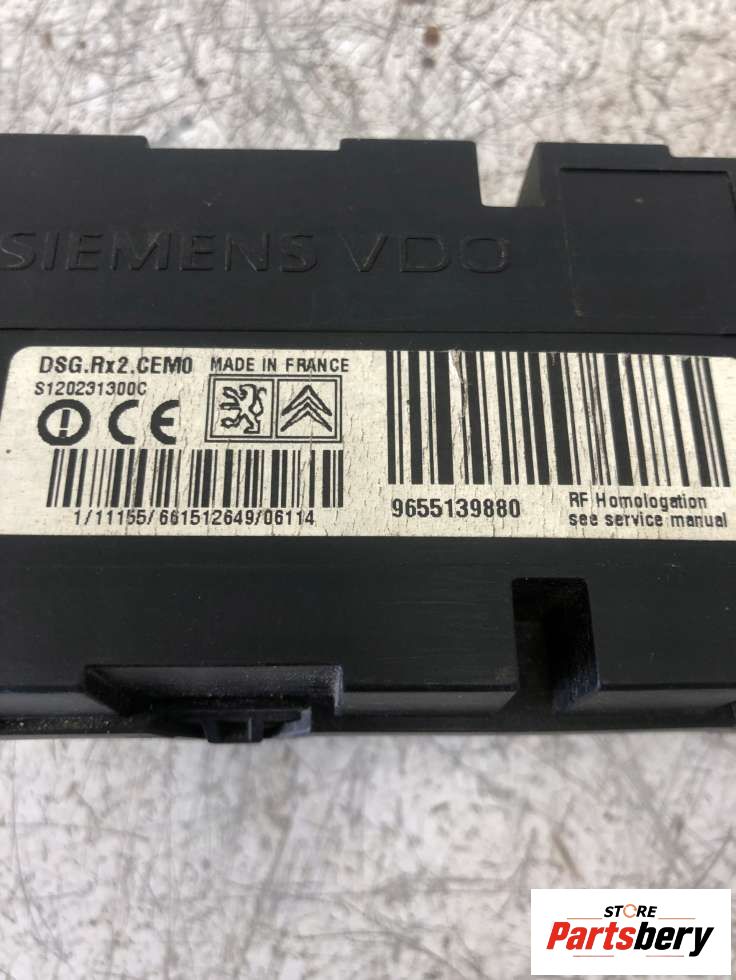 SIEMENS VDO
DSG.Rx2.CEM0 MADE IN FRANCE
S120231300C
CE
1/11155/661512649/06114
9655139880
RF Homologation
see service manual
STORE
Partsbery